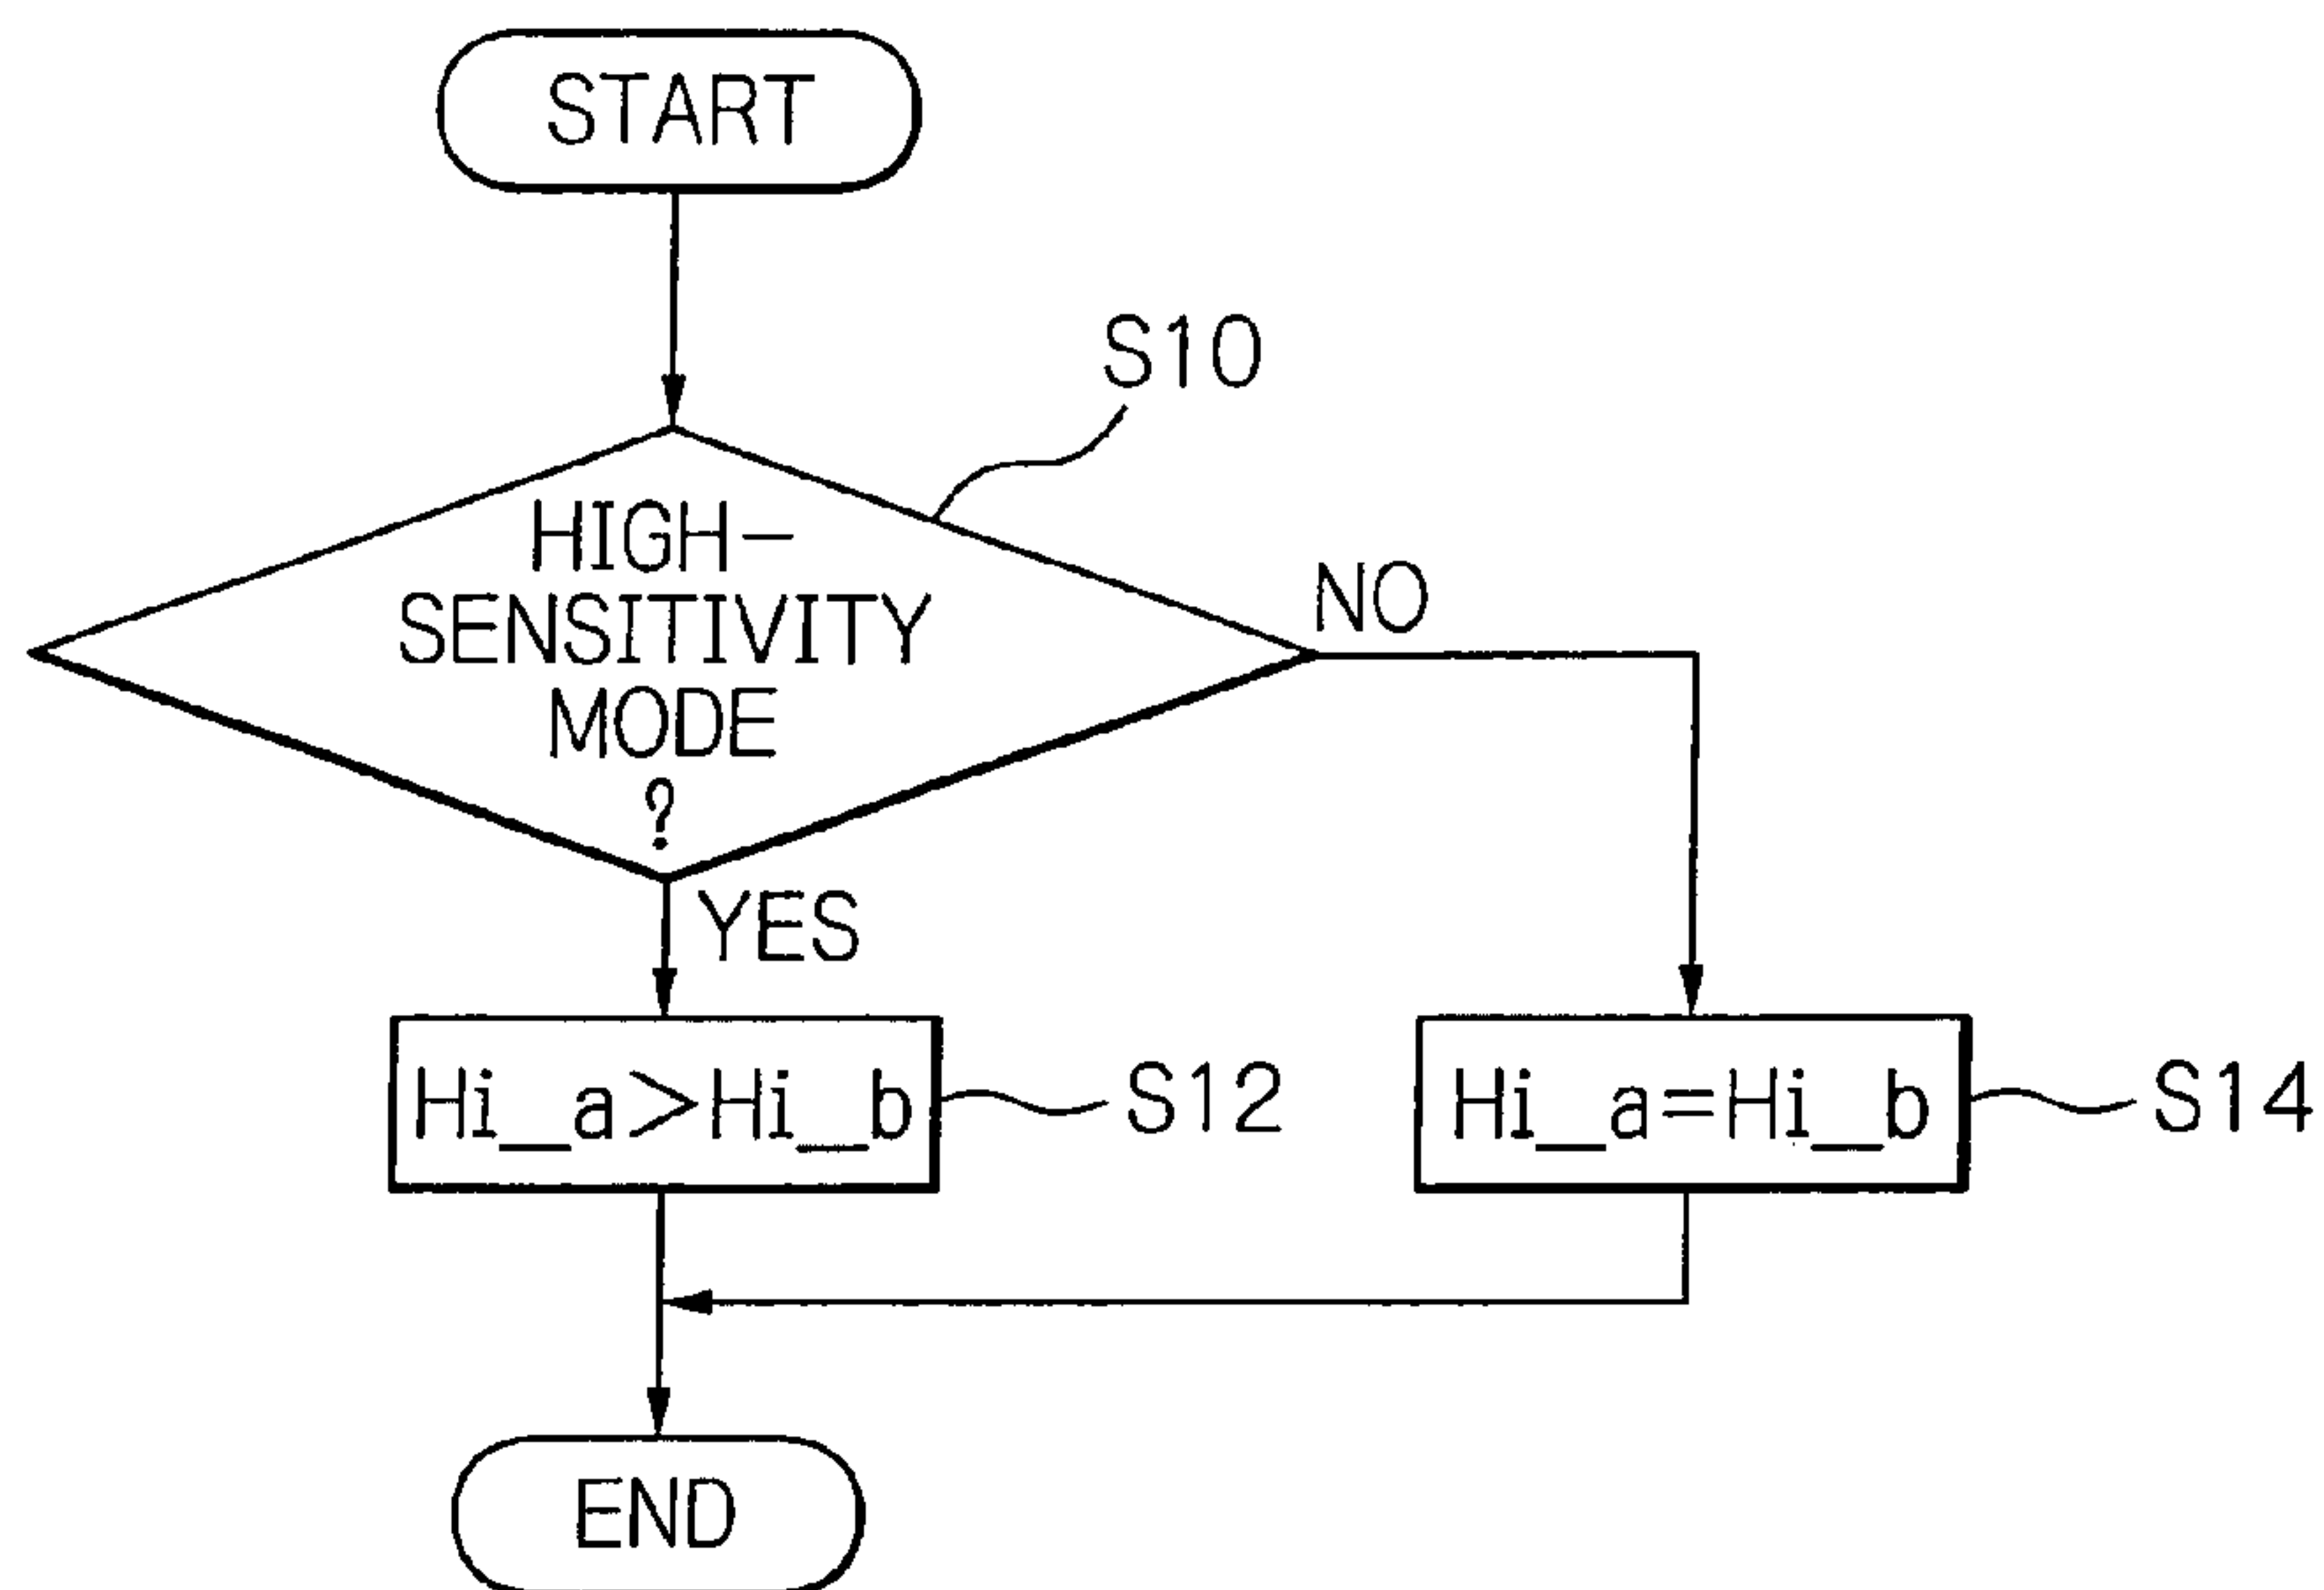 START
S10
HIGH-
SENSITIVITY
MODE
?
NO
YES
Hi_a>Hi_b
S12
Hi_a=Hi_b
S14
END